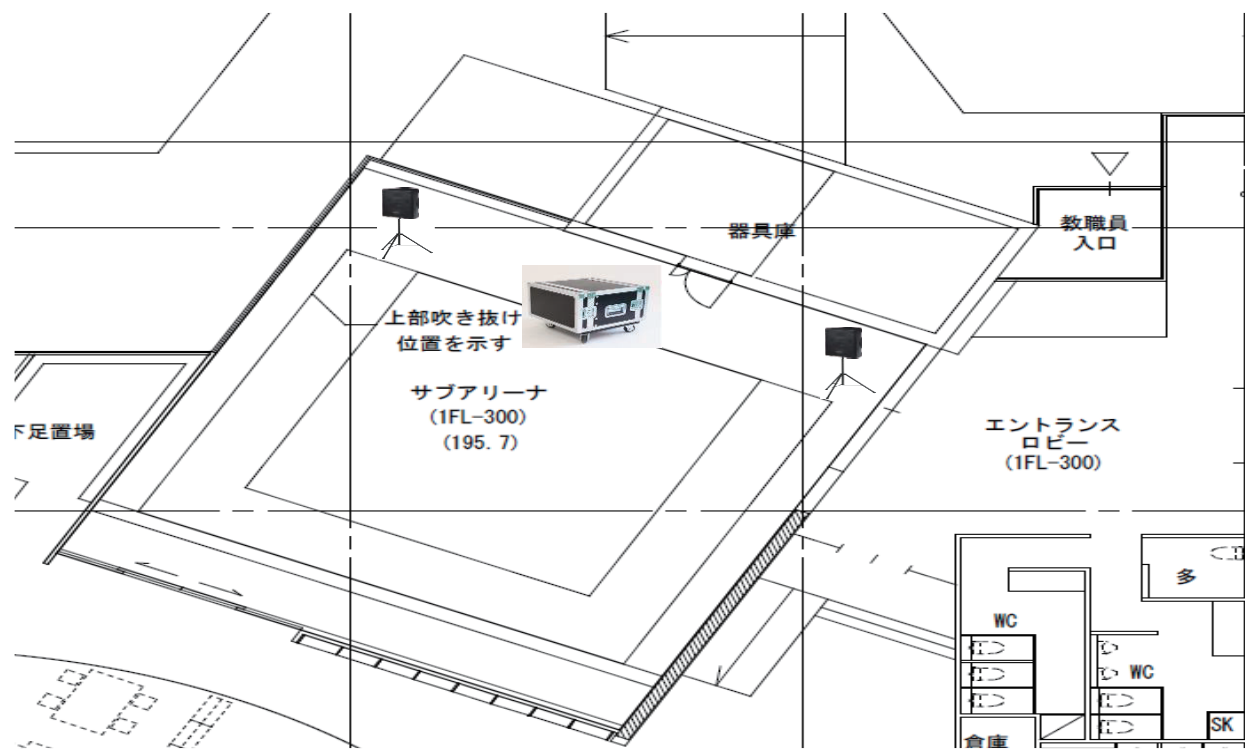 教職員
入口
器具庫
上部吹き抜け
位置を示す
サブアリーナ
(1FL-300)
(195.7)
下足置場
エントランス
ロビー
(1FL-300)
多
WC
WC
SK
倉庫